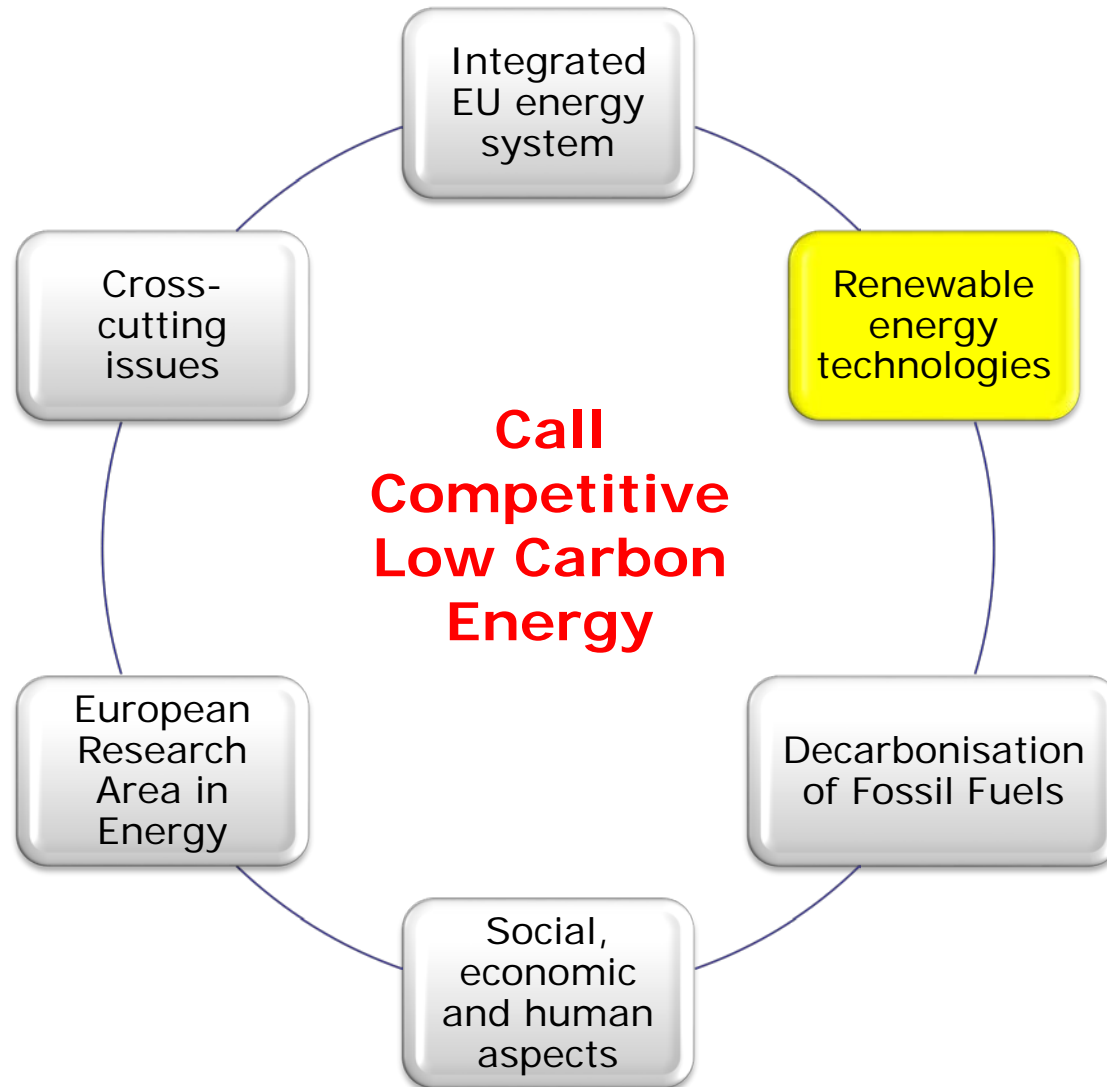 Integrated
EU energy
system
Renewable
energy
technologies
Decarbonisation
of Fossil Fuels
Social,
economic
and human
aspects
European
Research
Area in
Energy
Cross-
cutting
issues
Call
Competitive
Low Carbon
Energy